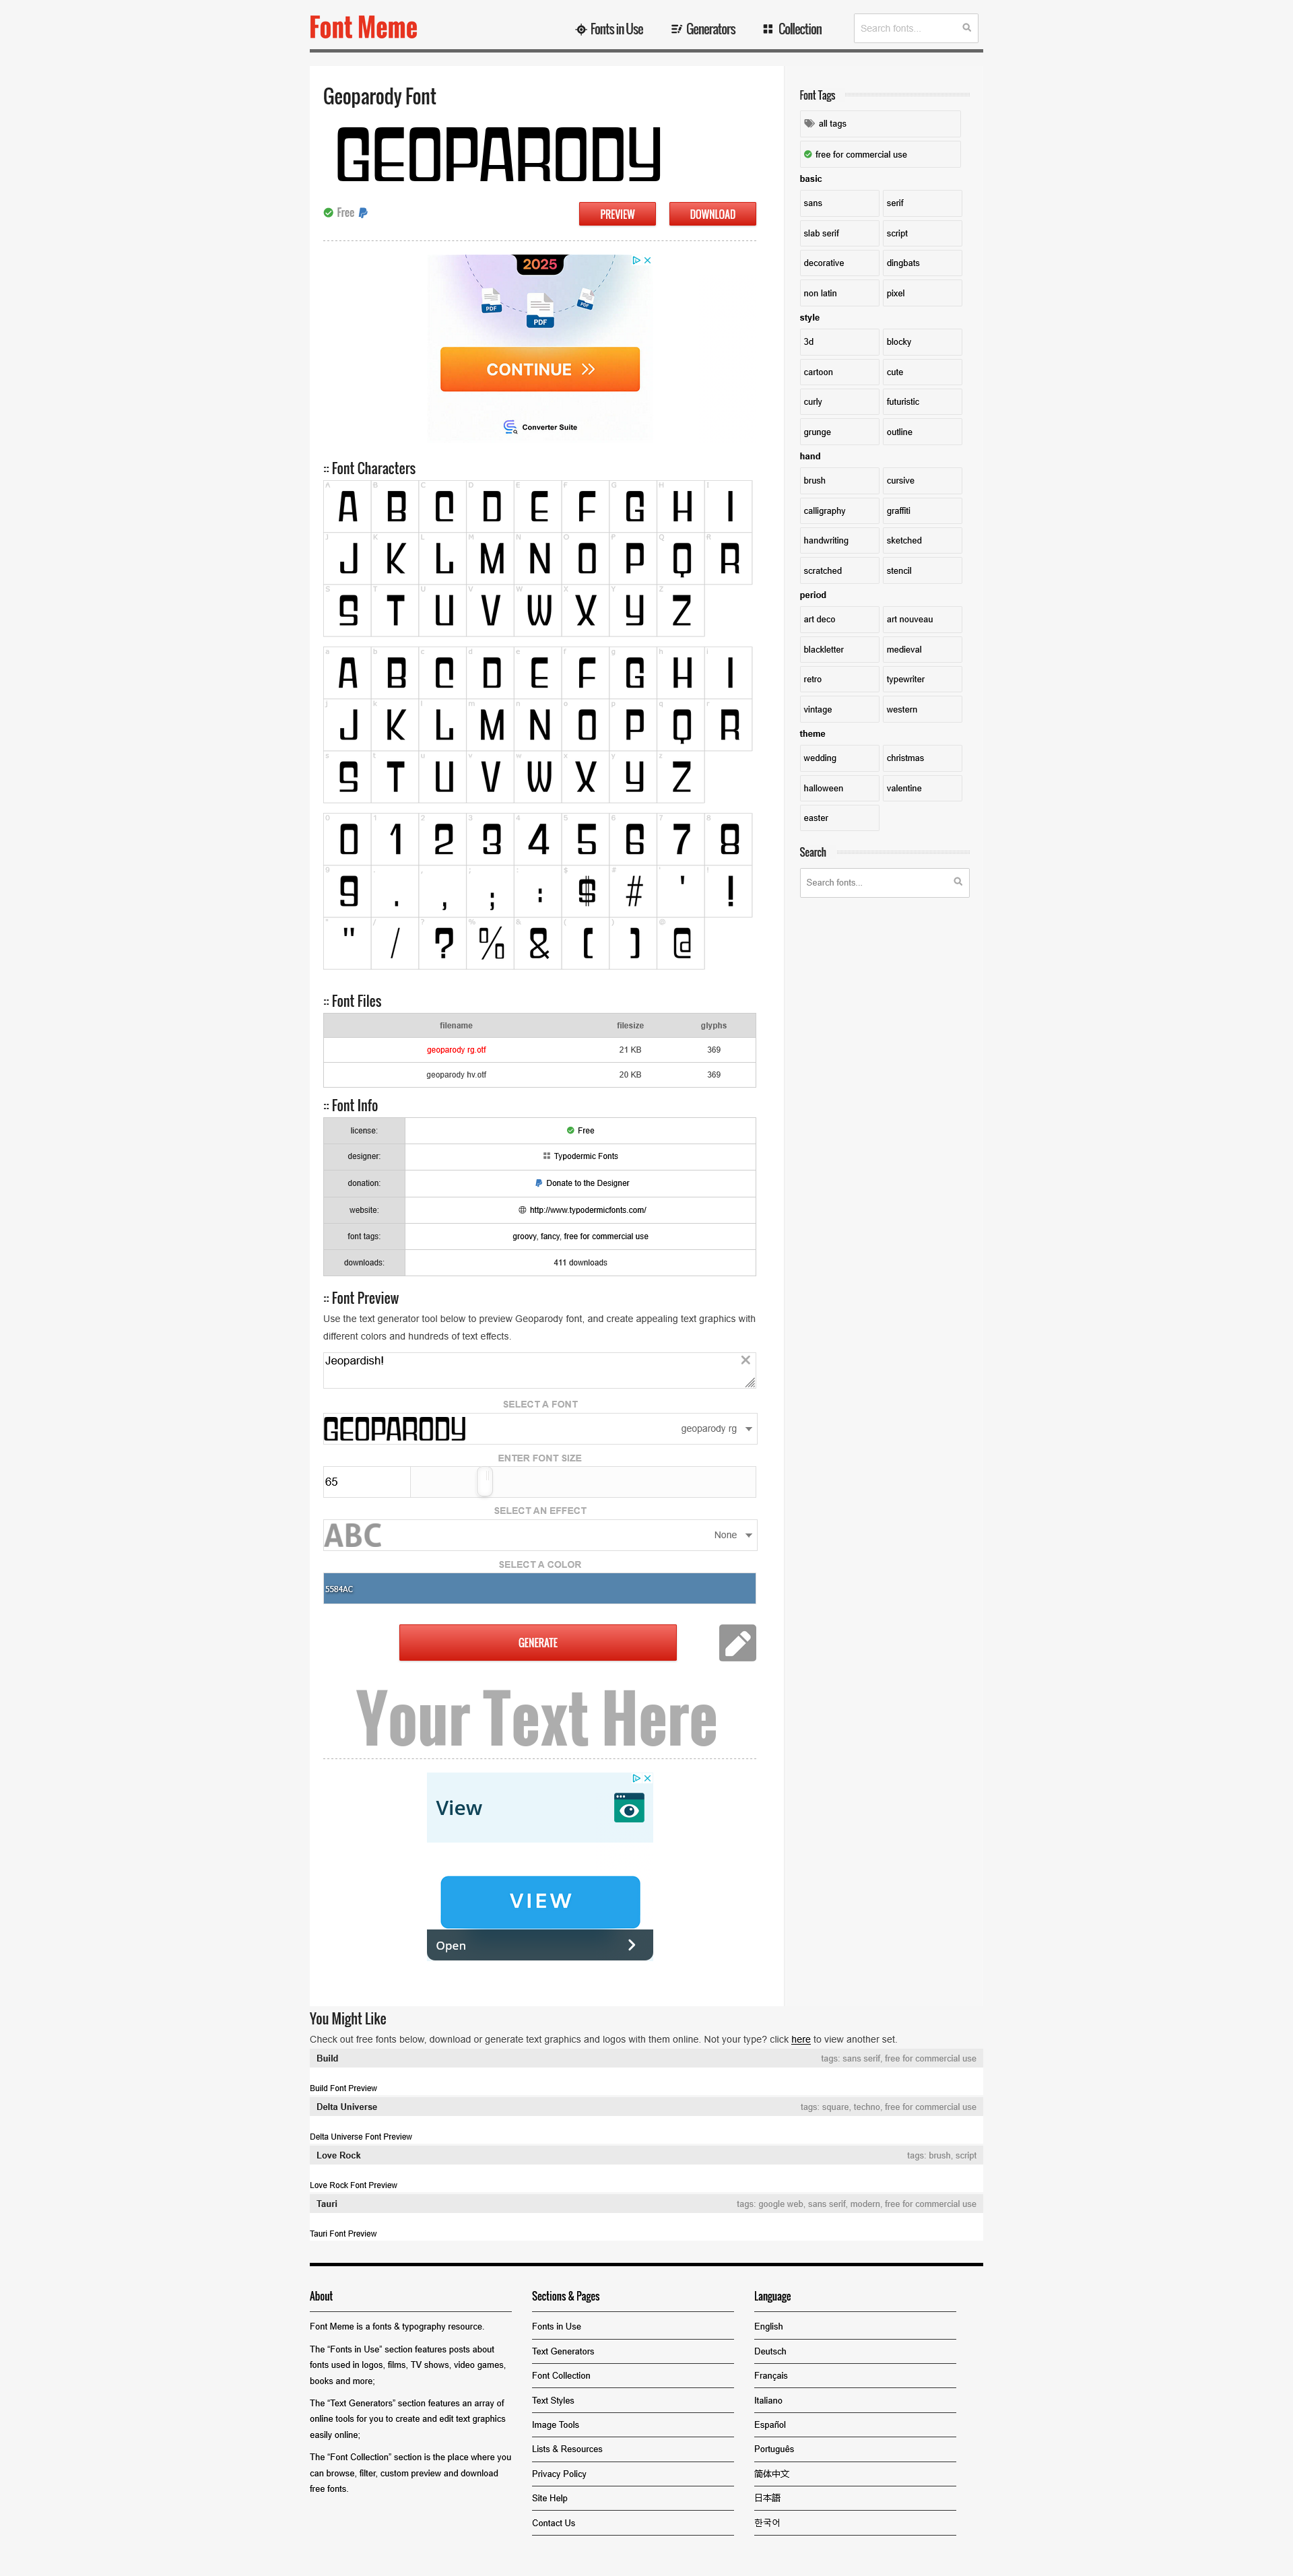 Font Meme
Fonts in Use
Generators
Collection
Search fonts...
Geoparody Font
GEOPARODY
Free
PREVIEW
DOWNLOAD
2025
PDF
PDF
PDF
CONTINUE
Converter Suite
:: Font Characters
A B C D E F G H I
A B C D E F G H I
J K L M N O P Q R
J K L M N O P Q R
S T U V W X Y Z
S T U V W X Y Z
a b c d e f g h i
A B C D E F G H I
j k l m n o p q r
J K L M N O P Q R
s t u v w x y z
S T U V W X Y Z
0 1 2 3 4 5 6 7 8
0 1 2 3 4 5 6 7 8
9 . , ; : $ # ' !
9 . , ; : $ # ' !
" / ? % & ( ) @
" / ? % & ( ) @
:: Font Files
filename filesize glyphs
geoparody rg.otf 21 KB 369
geoparody hv.otf 20 KB 369
:: Font Info
license: Free
designer: Typodermic Fonts
donation: Donate to the Designer
website: http://www.typodermicfonts.com/
font tags: groovy, fancy, free for commercial use
downloads: 411 downloads
:: Font Preview
Use the text generator tool below to preview Geoparody font, and create appealing text graphics with
different colors and hundreds of text effects.
Jeopardish!
SELECT A FONT
GEOPARODY geoparody rg
ENTER FONT SIZE
65
SELECT AN EFFECT
ABC None
SELECT A COLOR
5584AC
GENERATE
Your Text Here
View
VIEW
Open
Font Tags
all tags
free for commercial use
basic
sans serif
slab serif script
decorative dingbats
non latin pixel
style
3d blocky
cartoon cute
curly futuristic
grunge outline
hand
brush cursive
calligraphy graffiti
handwriting sketched
scratched stencil
period
art deco art nouveau
blackletter medieval
retro typewriter
vintage western
theme
wedding christmas
halloween valentine
easter
Search
Search fonts...
You Might Like
Check out free fonts below, download or generate text graphics and logos with them online. Not your type? click here to view another set.
Build tags: sans serif, free for commercial use
Build Font Preview
Delta Universe tags: square, techno, free for commercial use
Delta Universe Font Preview
Love Rock tags: brush, script
Love Rock Font Preview
Tauri tags: google web, sans serif, modern, free for commercial use
Tauri Font Preview
About
Font Meme is a fonts & typography resource.
The “Fonts in Use” section features posts about
fonts used in logos, films, TV shows, video games,
books and more;
The “Text Generators” section features an array of
online tools for you to create and edit text graphics
easily online;
The “Font Collection” section is the place where you
can browse, filter, custom preview and download
free fonts.
Sections & Pages
Fonts in Use
Text Generators
Font Collection
Text Styles
Image Tools
Lists & Resources
Privacy Policy
Site Help
Contact Us
Language
English
Deutsch
Français
Italiano
Español
Português
简体中文
日本語
한국어